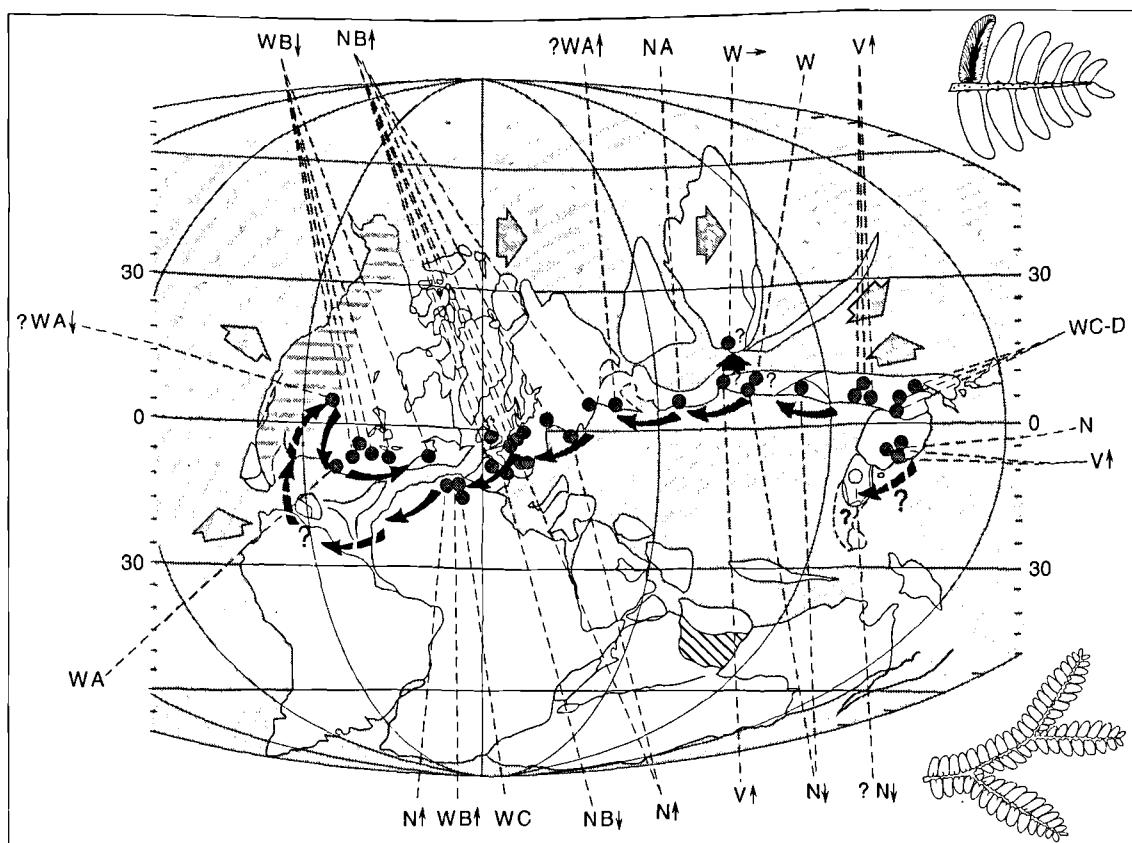 WB↓ NB↑ ?WA↑ NA W→ W V↑
30 30
?WA↓ WC-D
? ? ?
0 0
N
V↑
? ? ?
30 30
WA
N↑ WB↑ WC NB↓ N↑ V↑ N↓ ?N↓